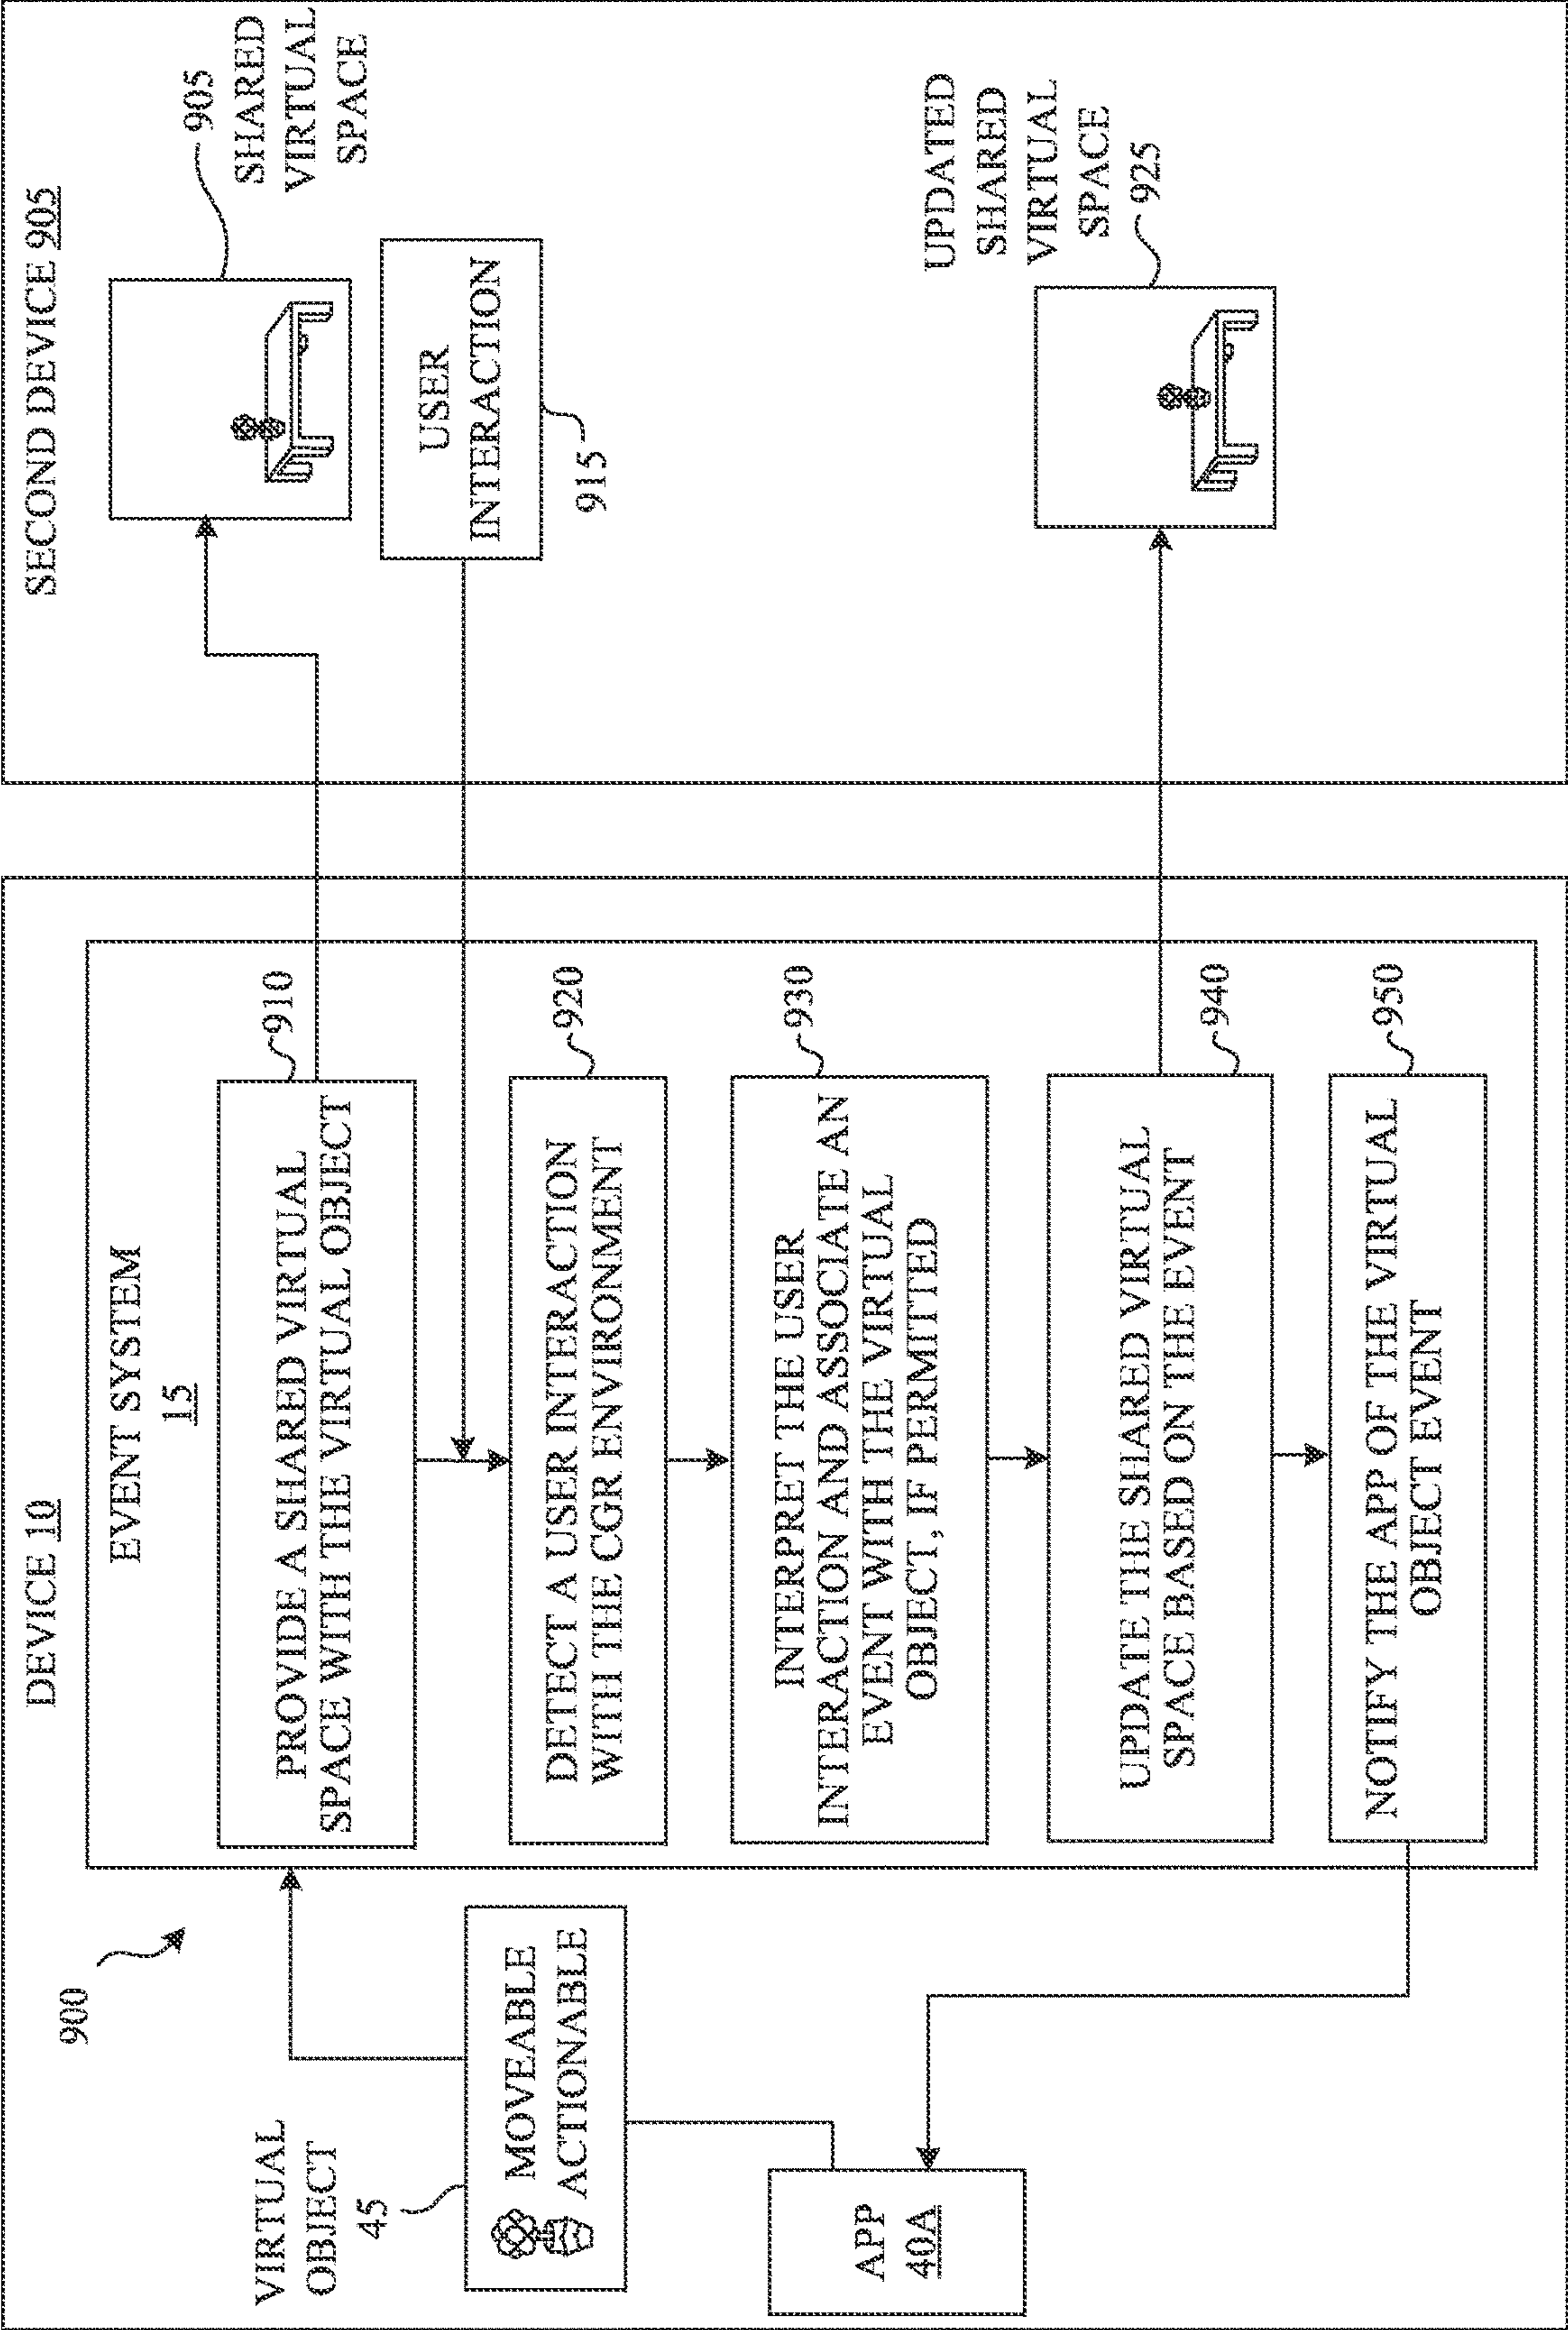 DEVICE 10
SECOND DEVICE 905
900
EVENT SYSTEM
15
VIRTUAL
OBJECT
45
MOVEABLE
ACTIONABLE
APP
40A
910
PROVIDE A SHARED VIRTUAL
SPACE WITH THE VIRTUAL OBJECT
920
DETECT A USER INTERACTION
WITH THE CGR ENVIRONMENT
930
INTERPRET THE USER
INTERACTION AND ASSOCIATE AN
EVENT WITH THE VIRTUAL
OBJECT, IF PERMITTED
UPDATE THE SHARED VIRTUAL
SPACE BASED ON THE EVENT
940
950
NOTIFY THE APP OF THE VIRTUAL
OBJECT EVENT
905
SHARED
VIRTUAL
SPACE
USER
INTERACTION
915
UPDATED
SHARED
VIRTUAL
SPACE
925